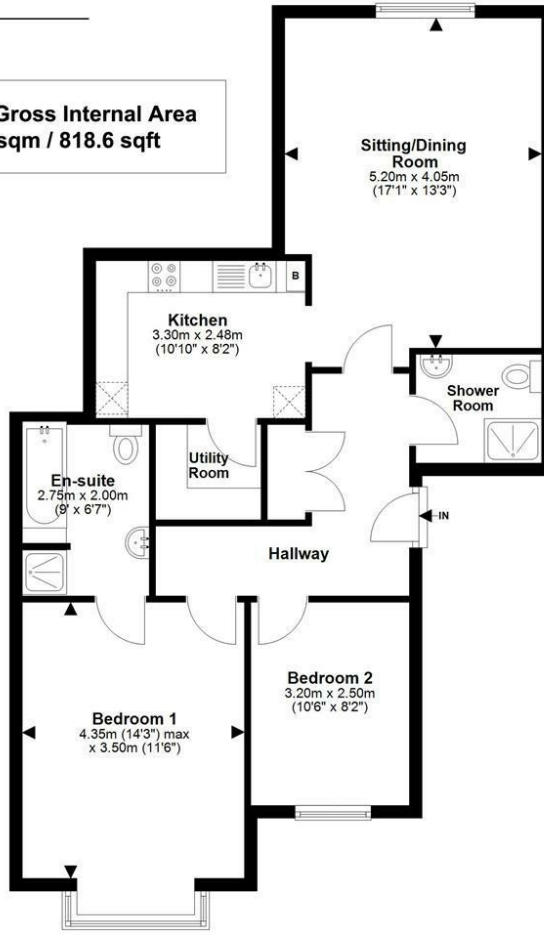 Gross Internal Area
sqm / 818.6 sqft
Sitting/Dining
Room
5.20m x 4.05m
(17'1" x 13'3")
B
Kitchen
3.30m x 2.48m
(10'10" x 8'2")
Shower
Room
Utility
Room
En-suite
2.75m x 2.00m
(9' x 6'7")
IN
Hallway
Bedroom 2
3.20m x 2.50m
(10'6" x 8'2")
Bedroom 1
4.35m (14'3") max
x 3.50m (11'6")